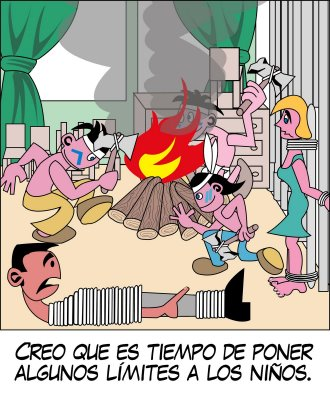 CREO QUE ES TIEMPO DE PONER
ALGUNOS LÍMITES A LOS NIÑOS.